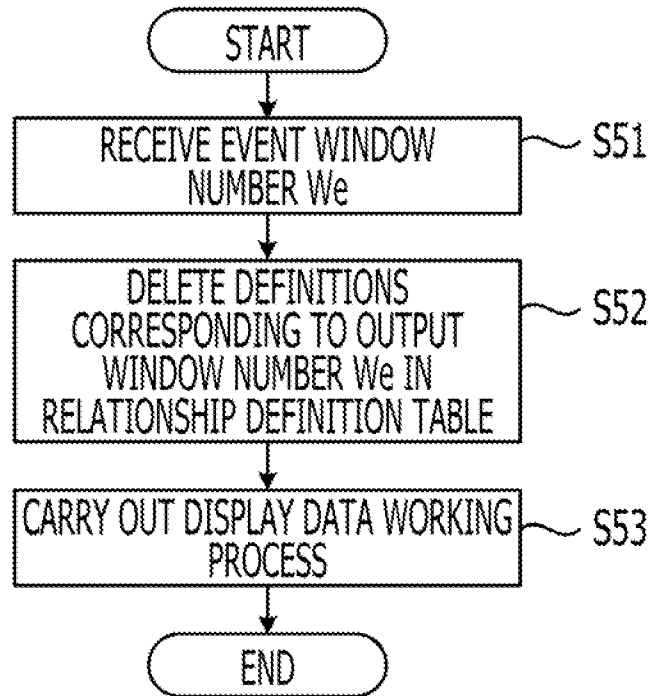 START
RECEIVE EVENT WINDOW
NUMBER We
S51
DELETE DEFINITIONS
CORRESPONDING TO OUTPUT
WINDOW NUMBER We IN
RELATIONSHIP DEFINITION TABLE
S52
CARRY OUT DISPLAY DATA WORKING
PROCESS
S53
END